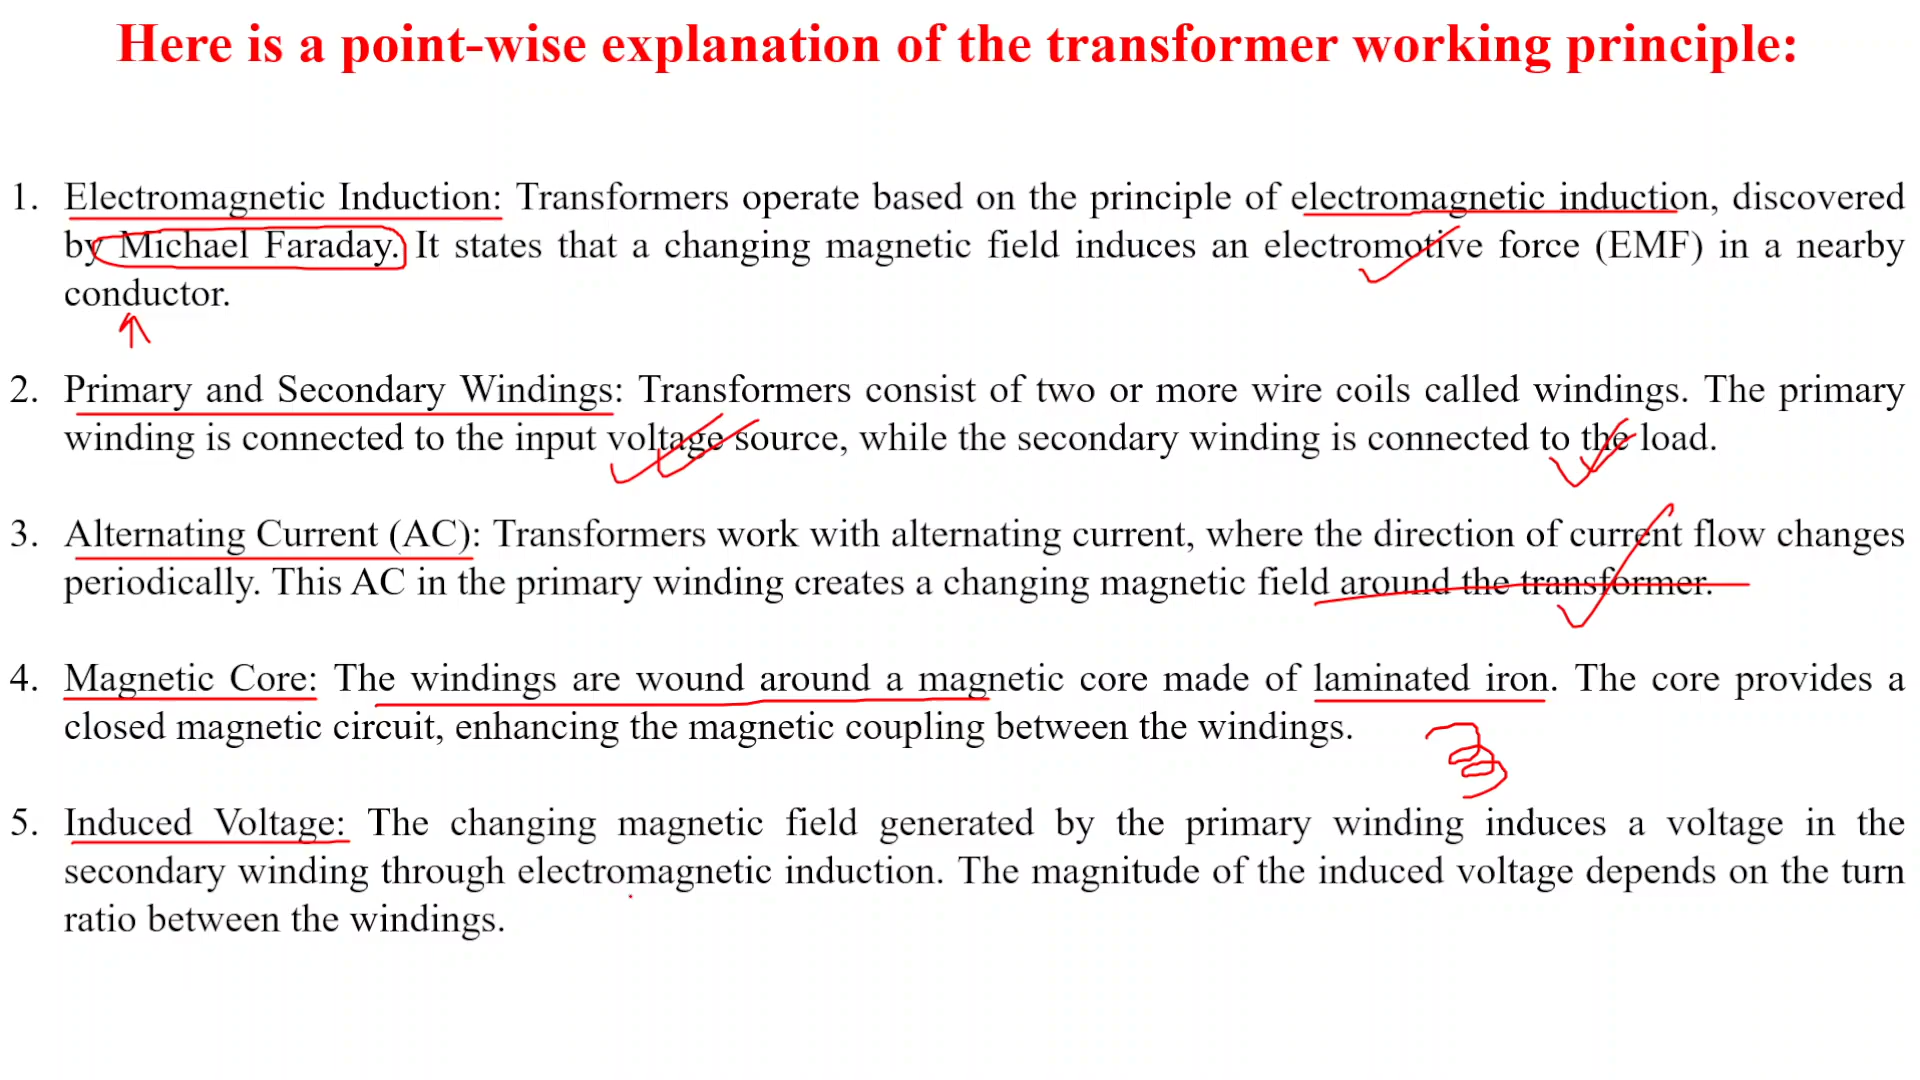 Here is a point-wise explanation of the transformer working principle:
1. Electromagnetic Induction: Transformers operate based on the principle of electromagnetic induction, discovered
by Michael Faraday. It states that a changing magnetic field induces an electromotive force (EMF) in a nearby
conductor.
2. Primary and Secondary Windings: Transformers consist of two or more wire coils called windings. The primary
winding is connected to the input voltage source, while the secondary winding is connected to the load.
3. Alternating Current (AC): Transformers work with alternating current, where the direction of current flow changes
periodically. This AC in the primary winding creates a changing magnetic field around the transformer.
4. Magnetic Core: The windings are wound around a magnetic core made of laminated iron. The core provides a
closed magnetic circuit, enhancing the magnetic coupling between the windings.
5. Induced Voltage: The changing magnetic field generated by the primary winding induces a voltage in the
secondary winding through electromagnetic induction. The magnitude of the induced voltage depends on the turn
ratio between the windings.